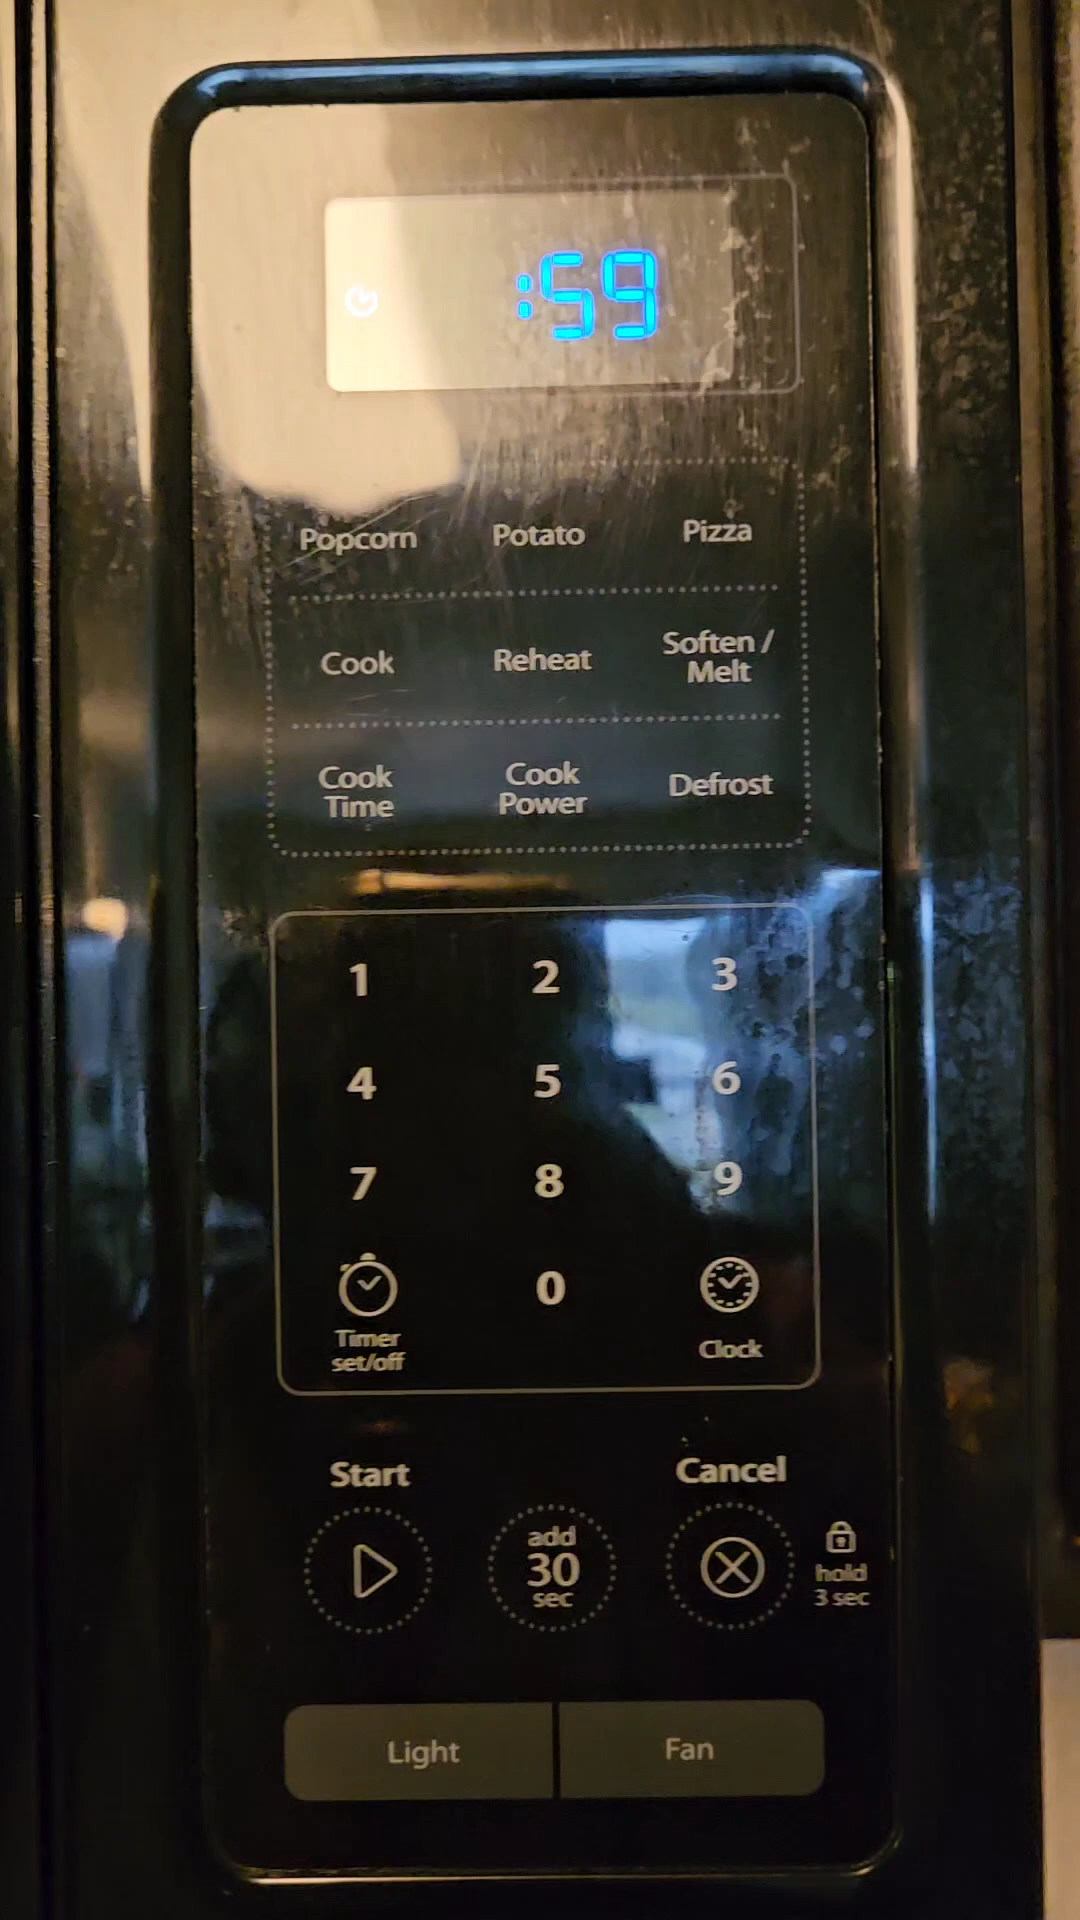 :59
Popcorn Potato Pizza
Cook Reheat Soften / Melt
Cook Time Cook Power Defrost
1 2 3
4 5 6
7 8 9
0
Timer set/off Clock
Start Cancel
add 30 sec
hold 3 sec
Light Fan